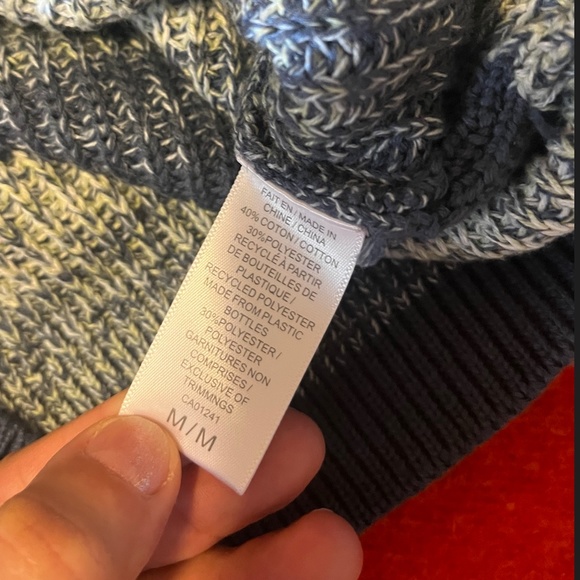 FAIT EN / MADE IN
CHINE / CHINA
40% COTON / COTTON
30%POLYESTER
RECYCLÉ À PARTIR
DE BOUTEILLES DE
PLASTIQUE /
RECYCLED POLYESTER
MADE FROM PLASTIC
BOTTLES
30%POLYESTER /
POLYESTER
GARNITURES NON
COMPRISES /
EXCLUSIVE OF
TRIMMNGS
CA01241
M / M